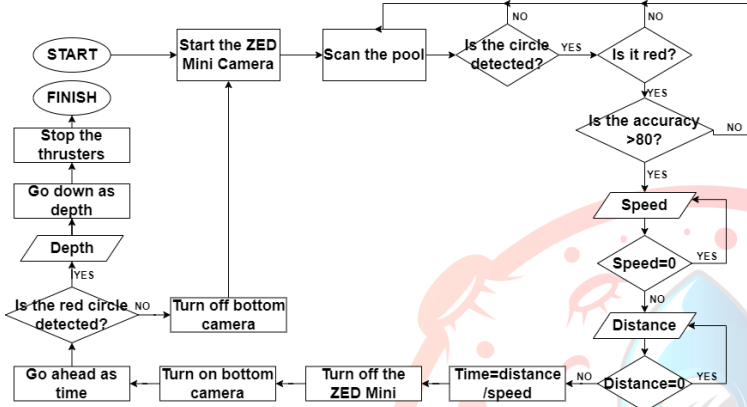 START
Start the ZED
Mini Camera
Scan the pool
Is the circle
detected?
NO
YES
Is it red?
NO
YES
Is the accuracy
>80?
NO
YES
Speed
Speed=0
YES
NO
Distance
Distance=0
YES
NO
Time=distance
/speed
Turn off the
ZED Mini
Turn on bottom
camera
Go ahead as
time
Is the red circle
detected?
NO
Turn off bottom
camera
YES
Depth
Go down as
depth
Stop the
thrusters
FINISH